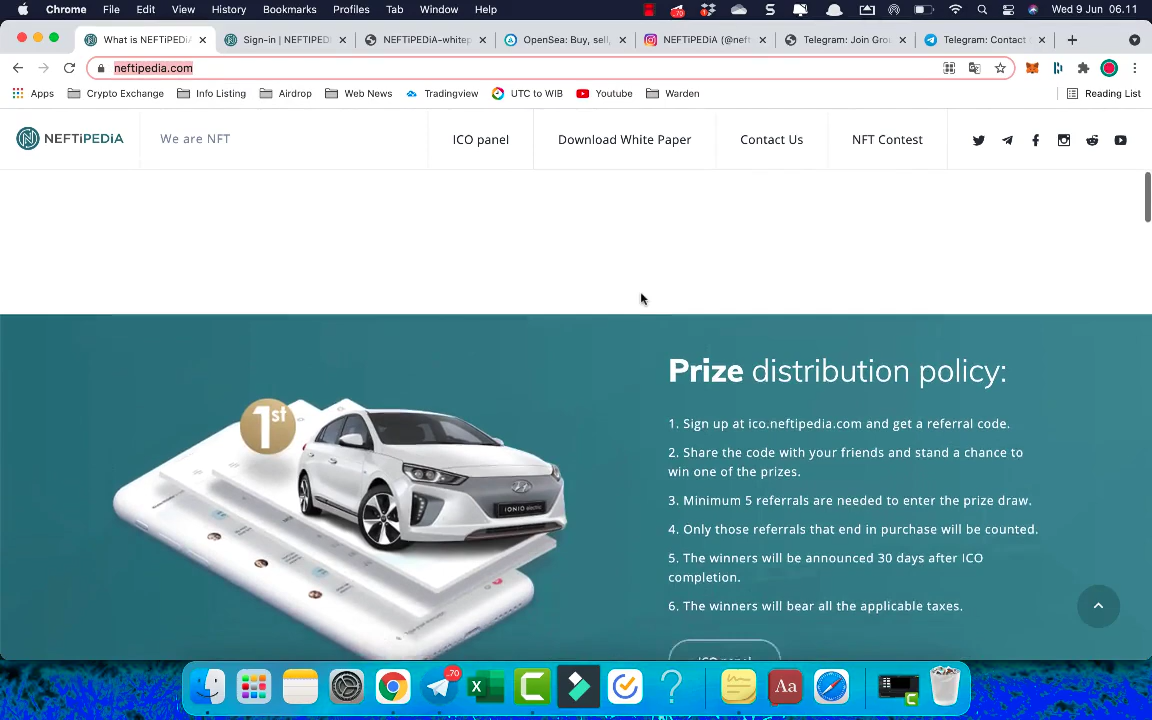 Chrome File Edit View History Bookmarks Profiles Tab Window Help 70 Wed 9 Jun 06.11
What is NEFTiPEDiA Sign-in | NEFTIPEDI NEFTiPEDiA-whitep OpenSea: Buy, sell, NEFTiPEDiA (@neft Telegram: Join Grou Telegram: Contact
neftipedia.com
Apps Crypto Exchange Info Listing Airdrop Web News Tradingview UTC to WIB Youtube Warden Reading List
NEFTiPEDiA We are NFT ICO panel Download White Paper Contact Us NFT Contest
Prize distribution policy:
1st
1. Sign up at ico.neftipedia.com and get a referral code.
2. Share the code with your friends and stand a chance to
win one of the prizes.
3. Minimum 5 referrals are needed to enter the prize draw.
IONIQ electric
4. Only those referrals that end in purchase will be counted.
5. The winners will be announced 30 days after ICO
completion.
6. The winners will bear all the applicable taxes.
ICO panel
70
Aa